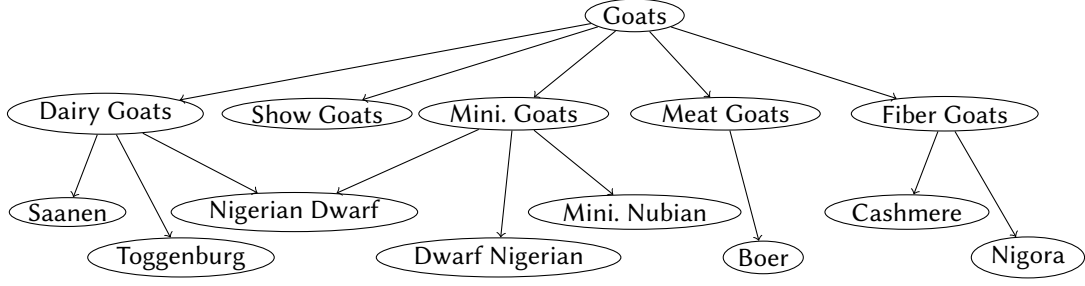 Goats
Dairy Goats
Show Goats
Mini. Goats
Meat Goats
Fiber Goats
Saanen
Nigerian Dwarf
Mini. Nubian
Cashmere
Toggenburg
Dwarf Nigerian
Boer
Nigora